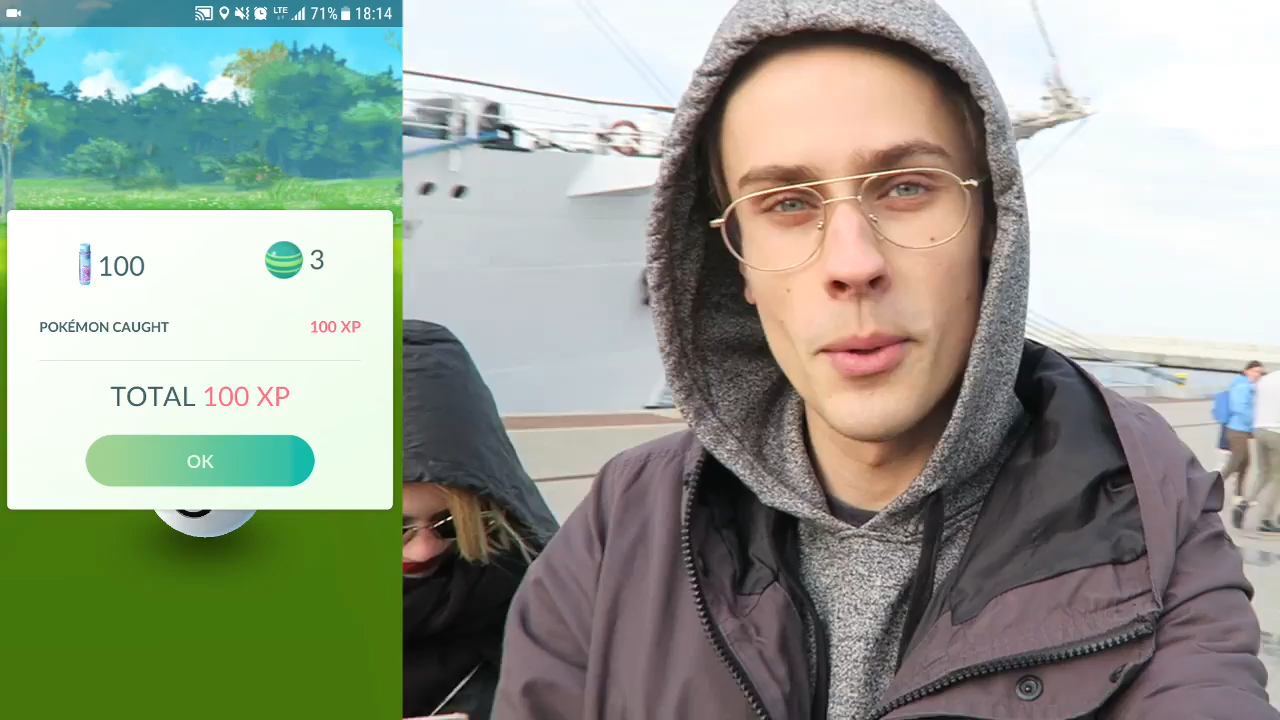 LTE 71% 18:14
100 3
POKÉMON CAUGHT 100 XP
TOTAL 100 XP
OK